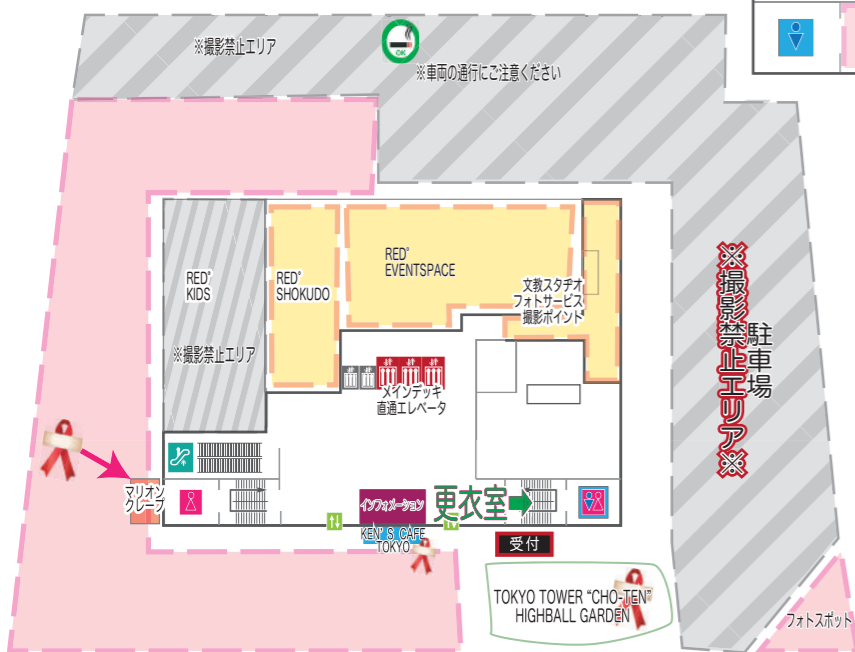 ※撮影禁止エリア
OK
※車両の通行にご注意ください
RED°
KIDS
RED°
SHOKUDO
RED°
EVENTSPACE
文教スタヂオ
フォトサービス
撮影ポイント
※撮影禁止エリア
メインデッキ
直通エレベータ
※撮影禁止エリア※
駐車場
マリオン
クレープ
インフォメーション
更衣室
KEN'S CAFE
TOKYO
受付
TOKYO TOWER “CHO-TEN”
HIGHBALL GARDEN
フォトスポット